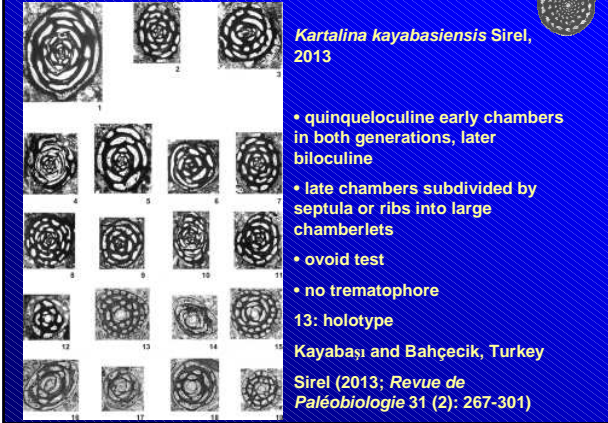 Kartalina kayabasiensis Sirel,
2013
• quinqueloculine early chambers
in both generations, later
biloculine
• late chambers subdivided by
septula or ribs into large
chamberlets
• ovoid test
• no trematophore
13: holotype
Kayabaşı and Bahçecik, Turkey
Sirel (2013; Revue de
Paléobiologie 31 (2): 267-301)
1
2
3
4
5
6
7
8
9
10
11
12
13
14
15
16
17
18
19